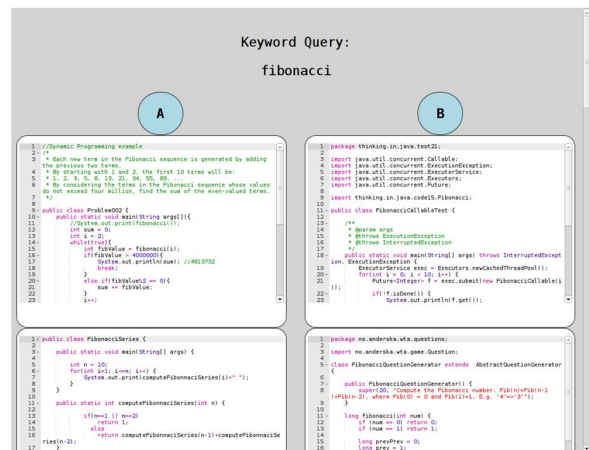 Keyword Query:
fibonacci
A
B
1 //Dynamic Programming example
2 /*
3 * Each new term in the Fibonacci sequence is generated by adding
the previous two terms.
4 * By starting with 1 and 2, the first 10 terms will be:
5 * 1, 2, 3, 5, 8, 13, 21, 34, 55, 89, ...
6 * By considering the terms in the Fibonacci sequence whose values
do not exceed four million, find the sum of the even-valued terms.
7 */
8
9 public class Problem002 {
10 public static void main(String args[]){
11 //System.out.print(fibonacci());
12 int sum = 0;
13 int i = 2;
14 while(true){
15 int fibValue = fibonacci(i);
16 if(fibValue > 4000000){
17 System.out.println(sum); //4613732
18 break;
19 }
20 else if(fibValue%2 == 0){
21 sum += fibValue;
22 }
23 i++;
1 package thinking.in.java.test21;
2
3 import java.util.concurrent.Callable;
4 import java.util.concurrent.ExecutionException;
5 import java.util.concurrent.ExecutorService;
6 import java.util.concurrent.Executors;
7 import java.util.concurrent.Future;
8
9 import thinking.in.java.code15.Fibonacci;
10
11 public class FibonacciCallableTest {
12
13 /**
14 * @param args
15 * @throws ExecutionException
16 * @throws InterruptedException
17 */
18 public static void main(String[] args) throws InterruptedExcept
ion, ExecutionException {
19 ExecutorService exec = Executors.newCachedThreadPool();
20 for(int i = 0; i < 10; i++) {
21 Future<Integer> f = exec.submit(new FibonacciCallable(i
));
22 if(!f.isDone()) {
23 System.out.println(f.get());
1 public class FibonacciSeries {
2
3 public static void main(String[] args) {
4
5 int n = 10;
6 for(int i=1; i<=n; i++) {
7 System.out.print(computeFibonnaciSeries(i)+" ");
8 }
9 }
10
11 public static int computeFibonnaciSeries(int n) {
12
13 if(n==1 || n==2)
14 return 1;
15 else
16 return computeFibonnaciSeries(n-1)+computeFibonnaciSe
ries(n-2);
17 }
1 package no.anderska.wta.questions;
2
3 import no.anderska.wta.game.Question;
4
5 class FibonacciQuestionGenerator extends AbstractQuestionGenerator
{
6
7 public FibonacciQuestionGenerator() {
8 super(20, "Compute the Fibonacci number. Fib(n)=Fib(n-1
)+Fib(n-2), where Fib(0) = 0 and Fib(1)=1. E.g. '4'=>'3'");
9 }
10
11 long fibonacci(int num) {
12 if (num == 0) return 0;
13 if (num == 1) return 1;
14
15 long prevPrev = 0;
16 long prev = 1;